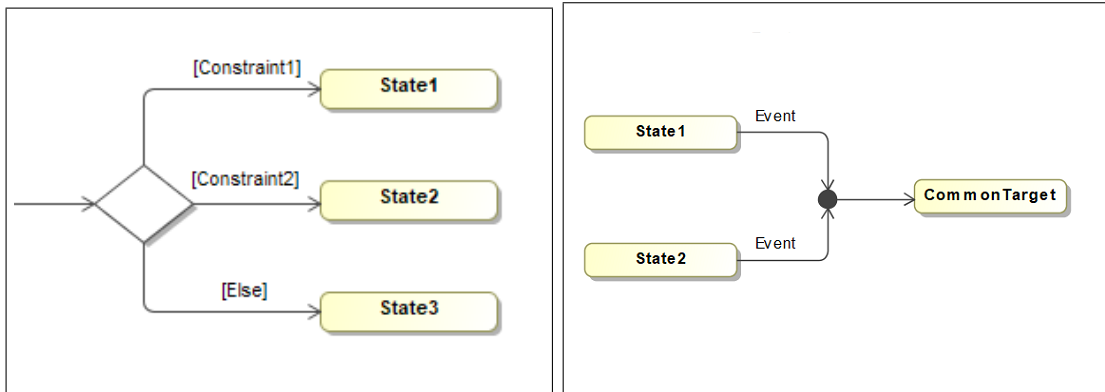 [Constraint1]
State1
[Constraint2]
State2
[Else]
State3
Event
State1
CommonTarget
Event
State2